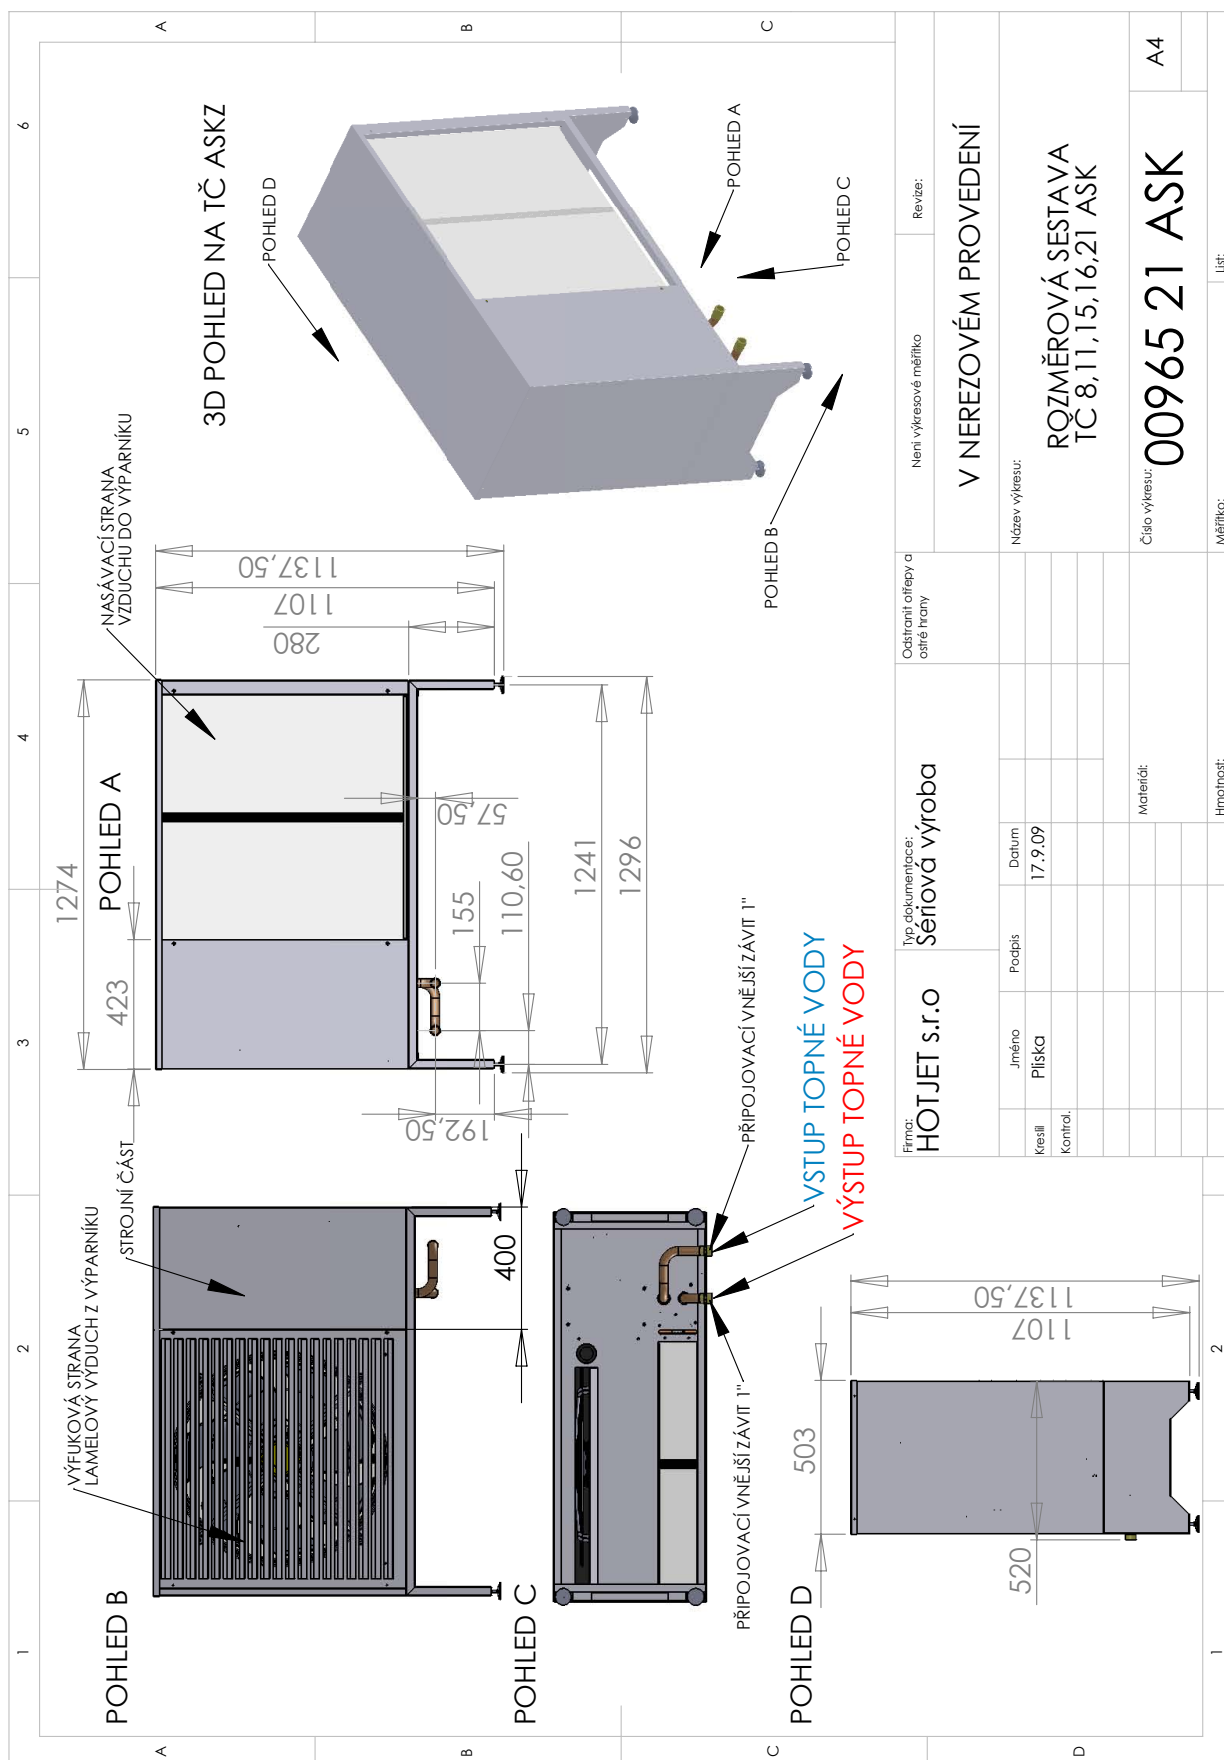 1
2
3
4
5
6
A
B
C
D
A
B
C
1
2
POHLED B
VÝFUKOVÁ STRANA
LAMELOVÝ VÝDUCH Z VÝPARNÍKU
STROJNÍ ČÁST
400
POHLED A
1274
423
NASÁVACÍ STRANA
VZDUCHU DO VÝPARNÍKU
280
1107
1137,50
57,50
155
110,60
1241
1296
192,50
3D POHLED NA TČ ASKZ
POHLED D
POHLED A
POHLED C
POHLED B
POHLED C
PŘIPOJOVACÍ VNĚJŠÍ ZÁVIT 1"
PŘIPOJOVACÍ VNĚJŠÍ ZÁVIT 1"
VSTUP TOPNÉ VODY
VÝSTUP TOPNÉ VODY
POHLED D
503
520
1107
1137,50
Firma:
HOTJET s.r.o
Typ dokumentace:
Sériová výroba
Odstranit otřepy a
ostré hrany
Není výkresové měřítko
Revize:
V NEREZOVÉM PROVEDENÍ
Jméno
Podpis
Datum
Kreslil
Pliska
17.9.09
Kontrol.
Název výkresu:
ROZMĚROVÁ SESTAVA
TČ 8,11,15,16,21 ASK
Materiál:
Číslo výkresu:
00965 21 ASK
A4
Hmotnost:
Měřítko:
List: